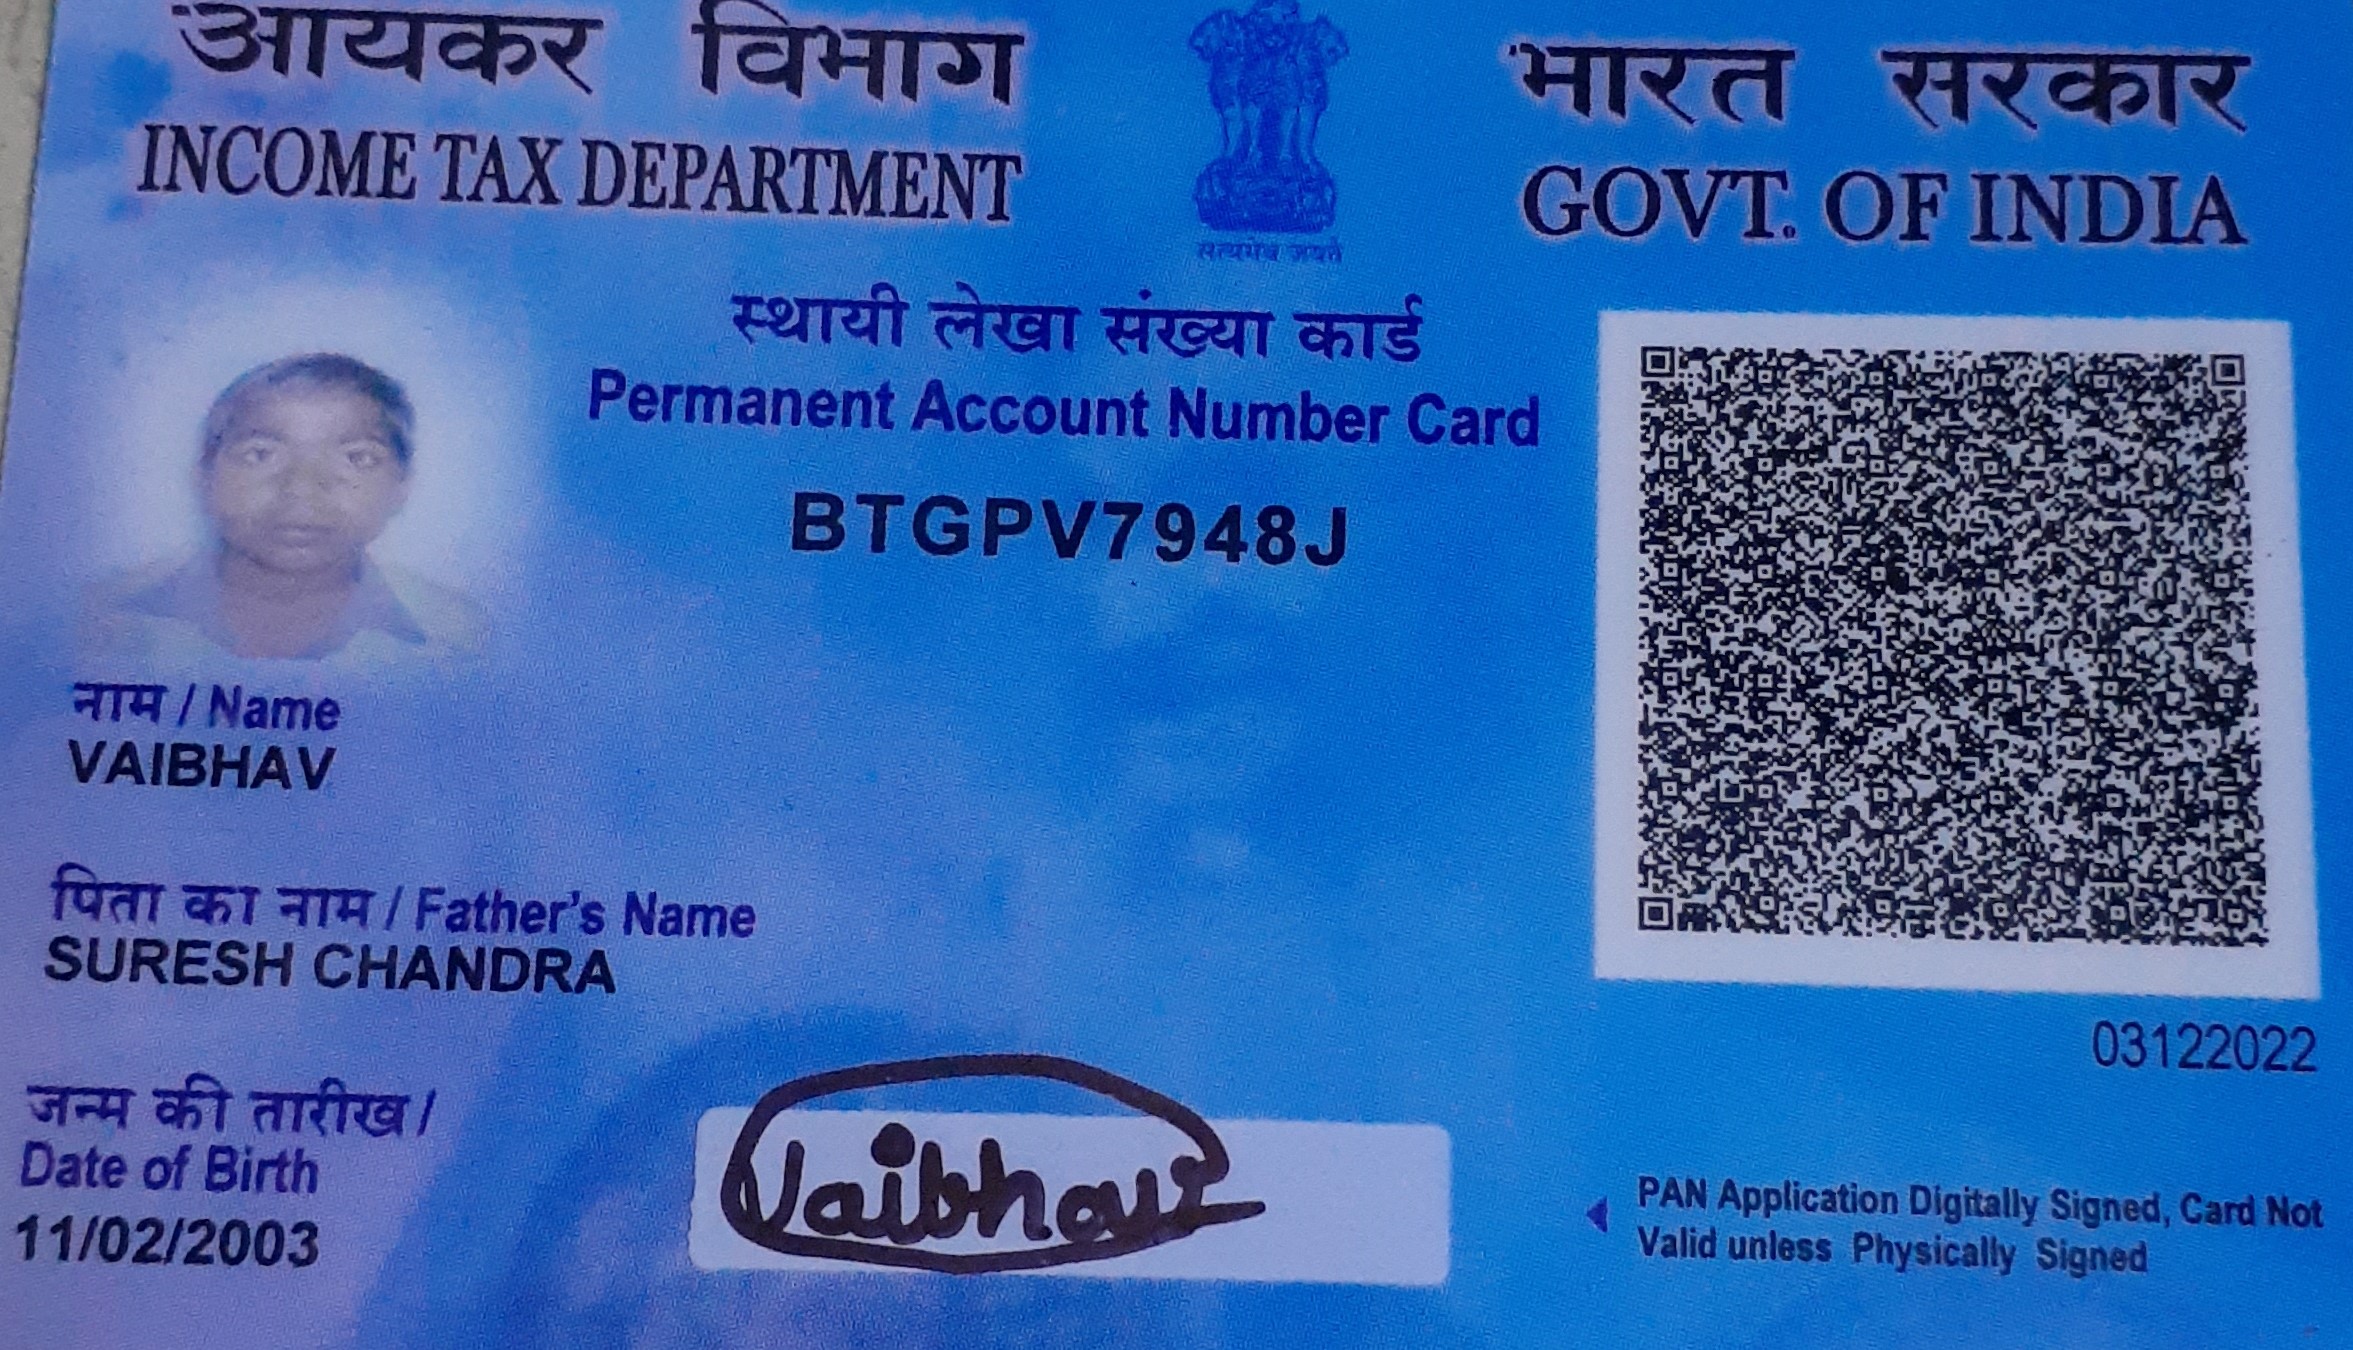 आयकर विभाग
INCOME TAX DEPARTMENT
सत्यमेव जयते
भारत सरकार
GOVT. OF INDIA
स्थायी लेखा संख्या कार्ड
Permanent Account Number Card
BTGPV7948J
नाम / Name
VAIBHAV
पिता का नाम / Father's Name
SURESH CHANDRA
03122022
जन्म की तारीख /
Date of Birth
11/02/2003
Vaibhav
PAN Application Digitally Signed, Card Not
Valid unless Physically Signed